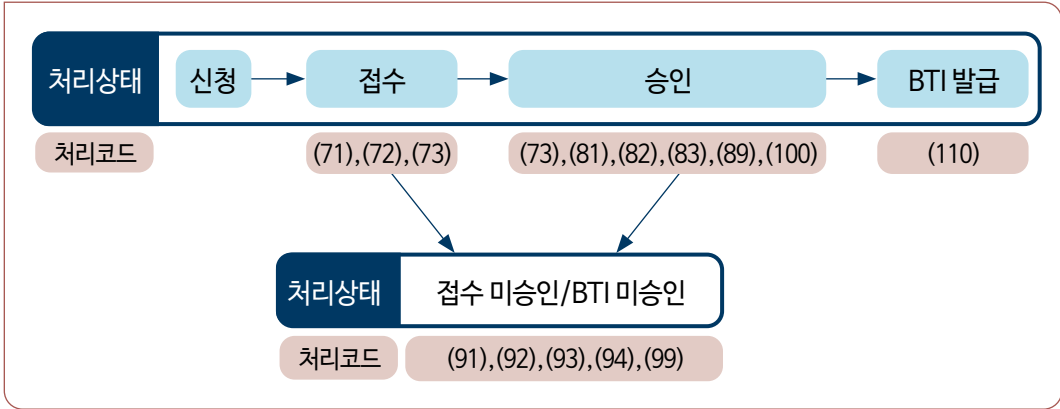 처리상태 신청 접수 승인 BTI 발급
처리코드 (71),(72),(73) (73),(81),(82),(83),(89),(100) (110)
처리상태 접수 미승인/BTI 미승인
처리코드 (91),(92),(93),(94),(99)